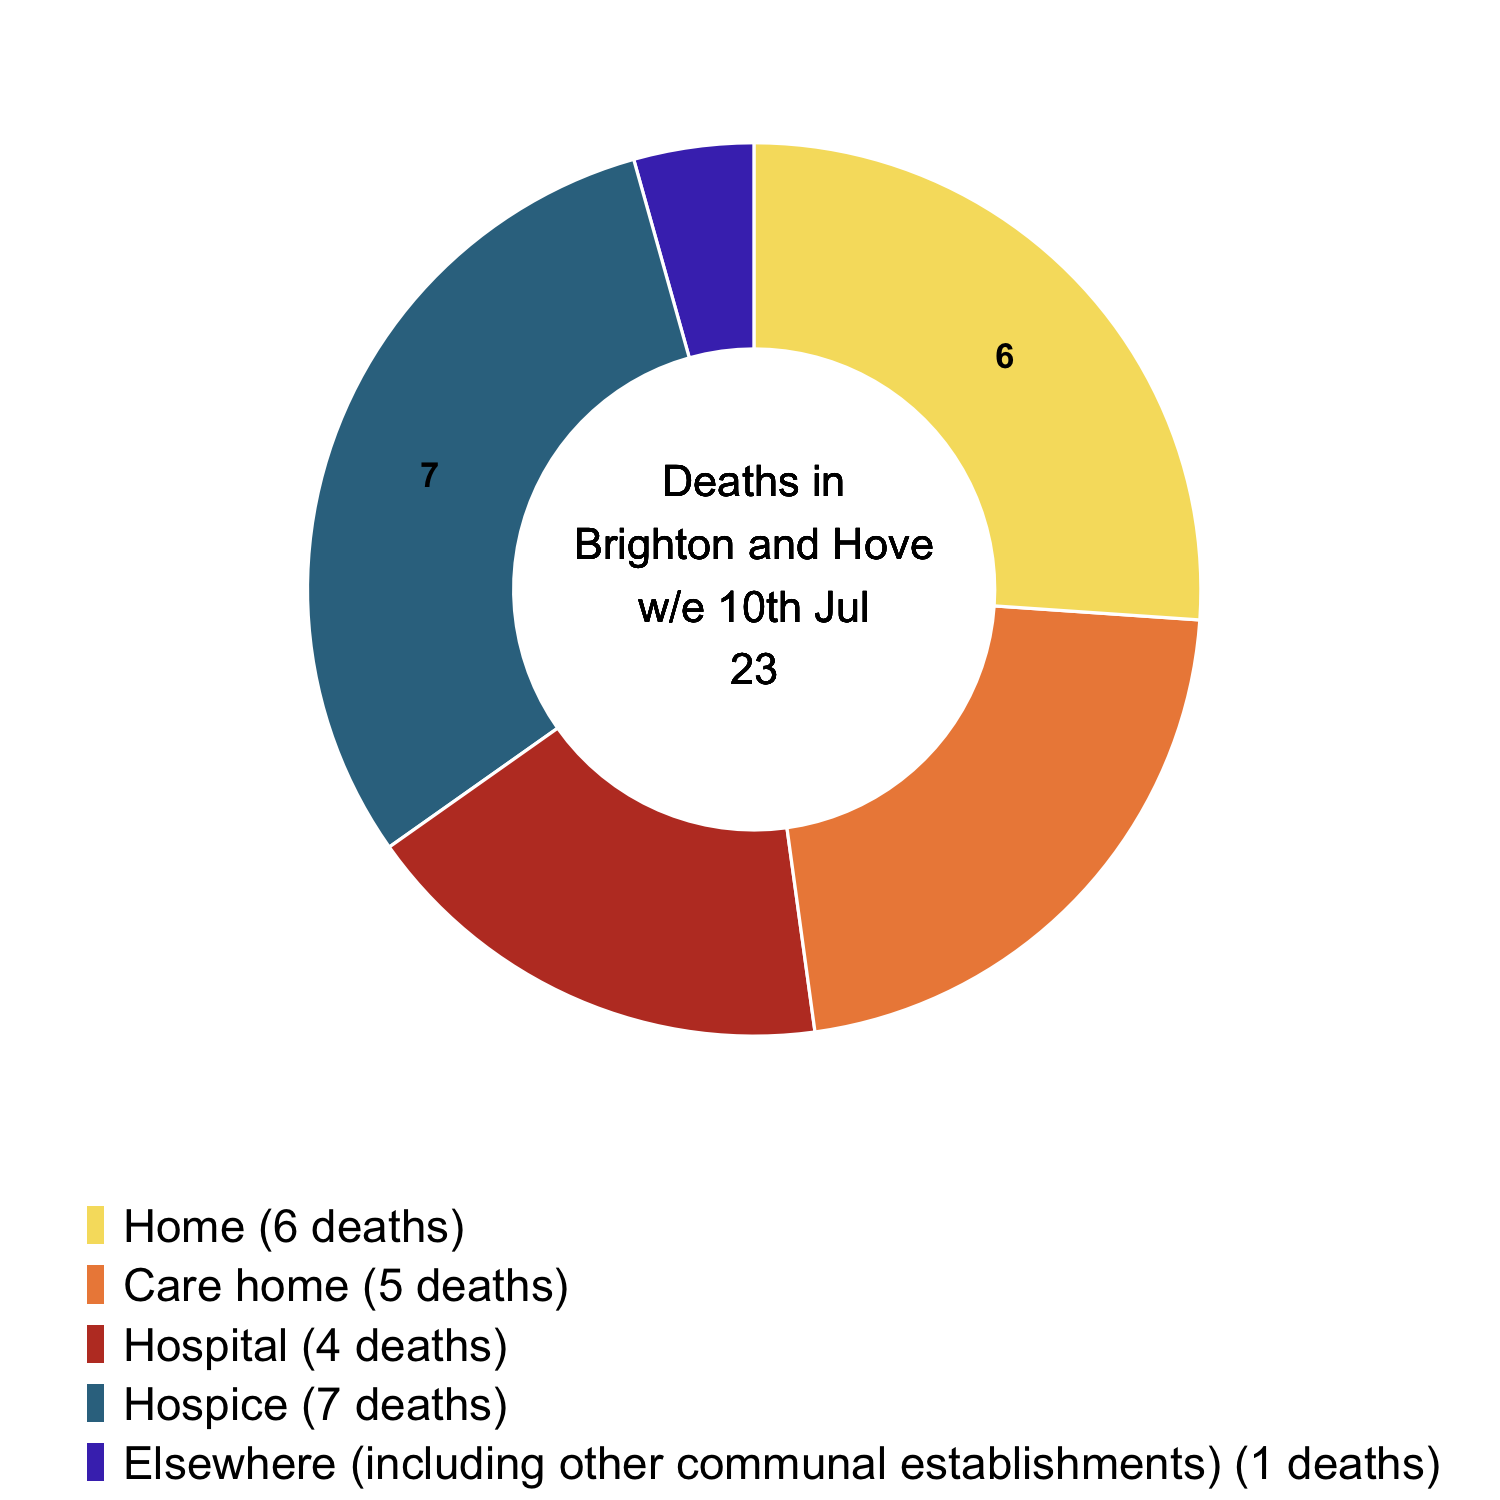 6
7
Deaths in
Brighton and Hove
w/e 10th Jul
23
Home (6 deaths)
Care home (5 deaths)
Hospital (4 deaths)
Hospice (7 deaths)
Elsewhere (including other communal establishments) (1 deaths)